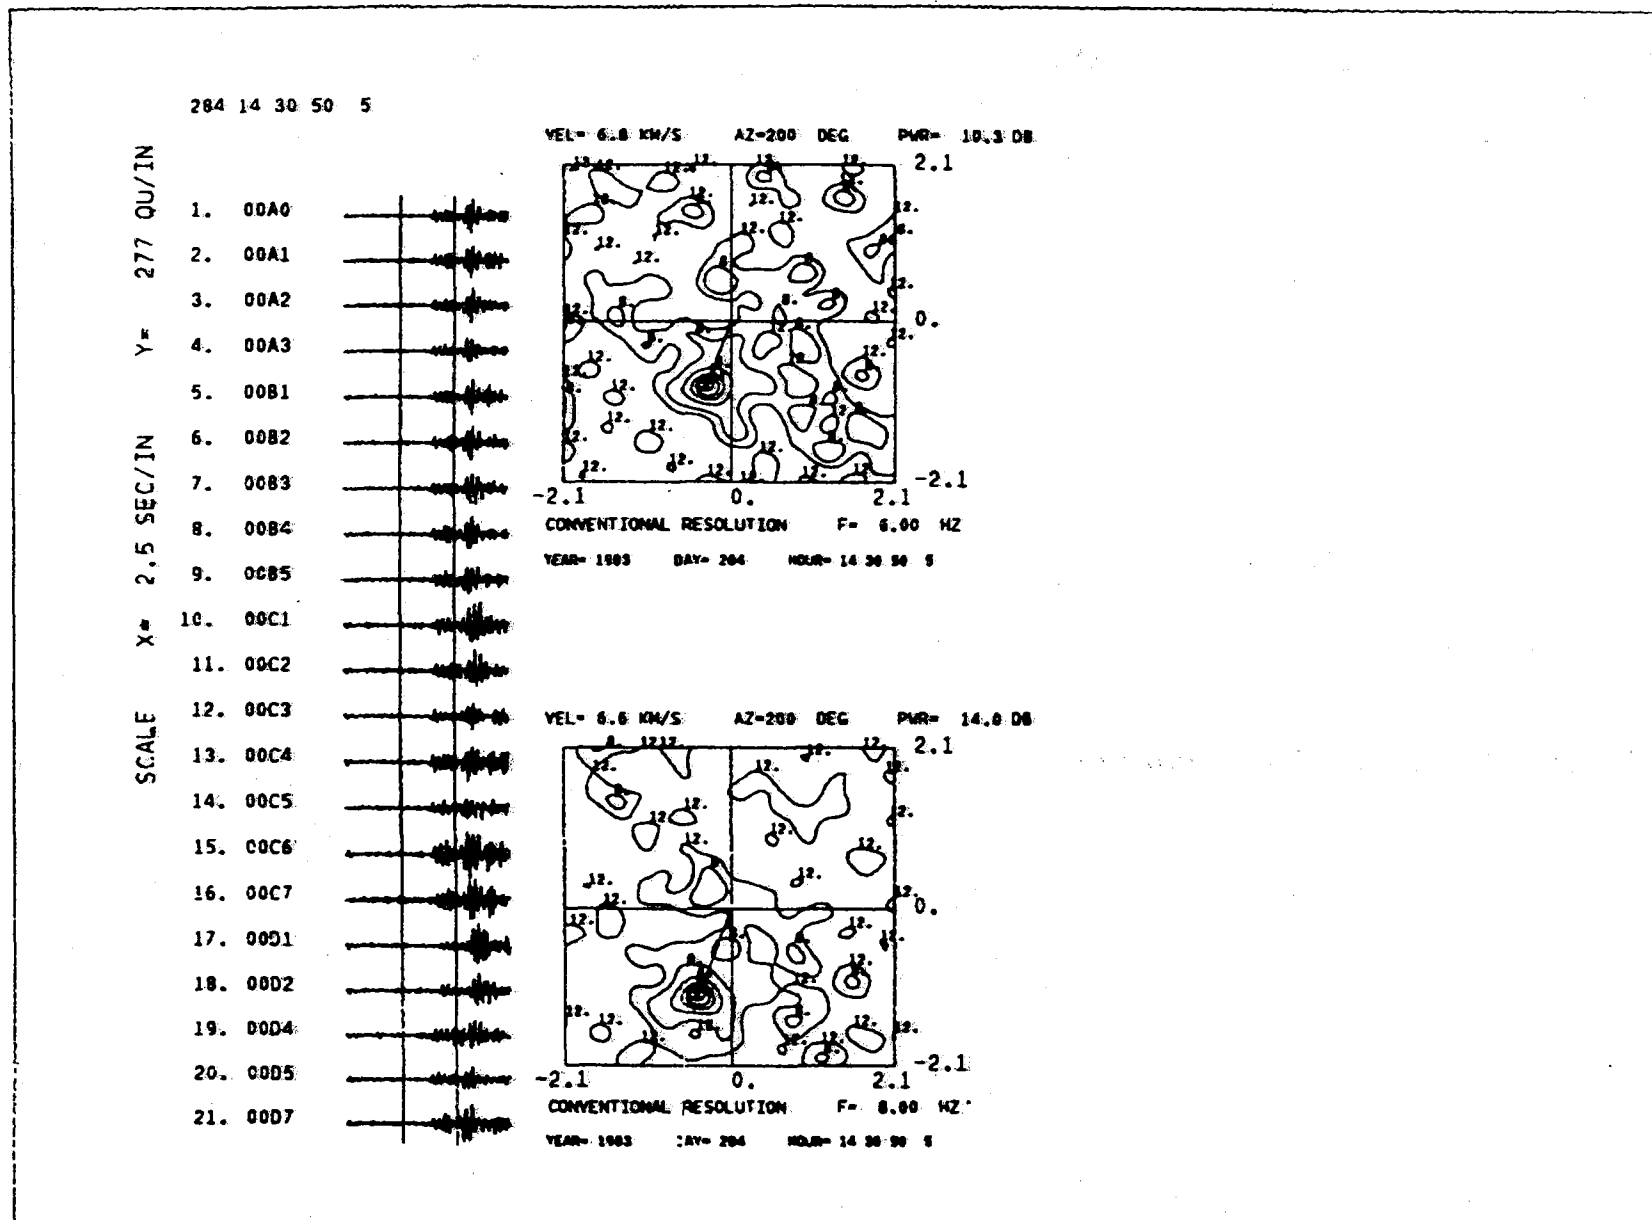 284 14 30 50 5
SCALE X= 2.5 SEC/IN Y= 277 QU/IN
1. 00A0
2. 00A1
3. 00A2
4. 00A3
5. 00B1
6. 00B2
7. 00B3
8. 00B4
9. 00B5
10. 00C1
11. 00C2
12. 00C3
13. 00C4
14. 00C5
15. 00C6
16. 00C7
17. 00D1
18. 00D2
19. 00D4
20. 00D5
21. 00D7
VEL= 6.8 KM/S AZ=200 DEG PWR= 10.3 DB
2.1
0.
-2.1
-2.1 0. 2.1
CONVENTIONAL RESOLUTION F= 6.00 HZ
YEAR= 1983 DAY= 284 HOUR= 14 30 50 5
VEL= 6.6 KM/S AZ=200 DEG PWR= 14.0 DB
2.1
0.
-2.1
-2.1 0. 2.1
CONVENTIONAL RESOLUTION F= 8.00 HZ
YEAR= 1983 DAY= 284 HOUR= 14 30 50 5